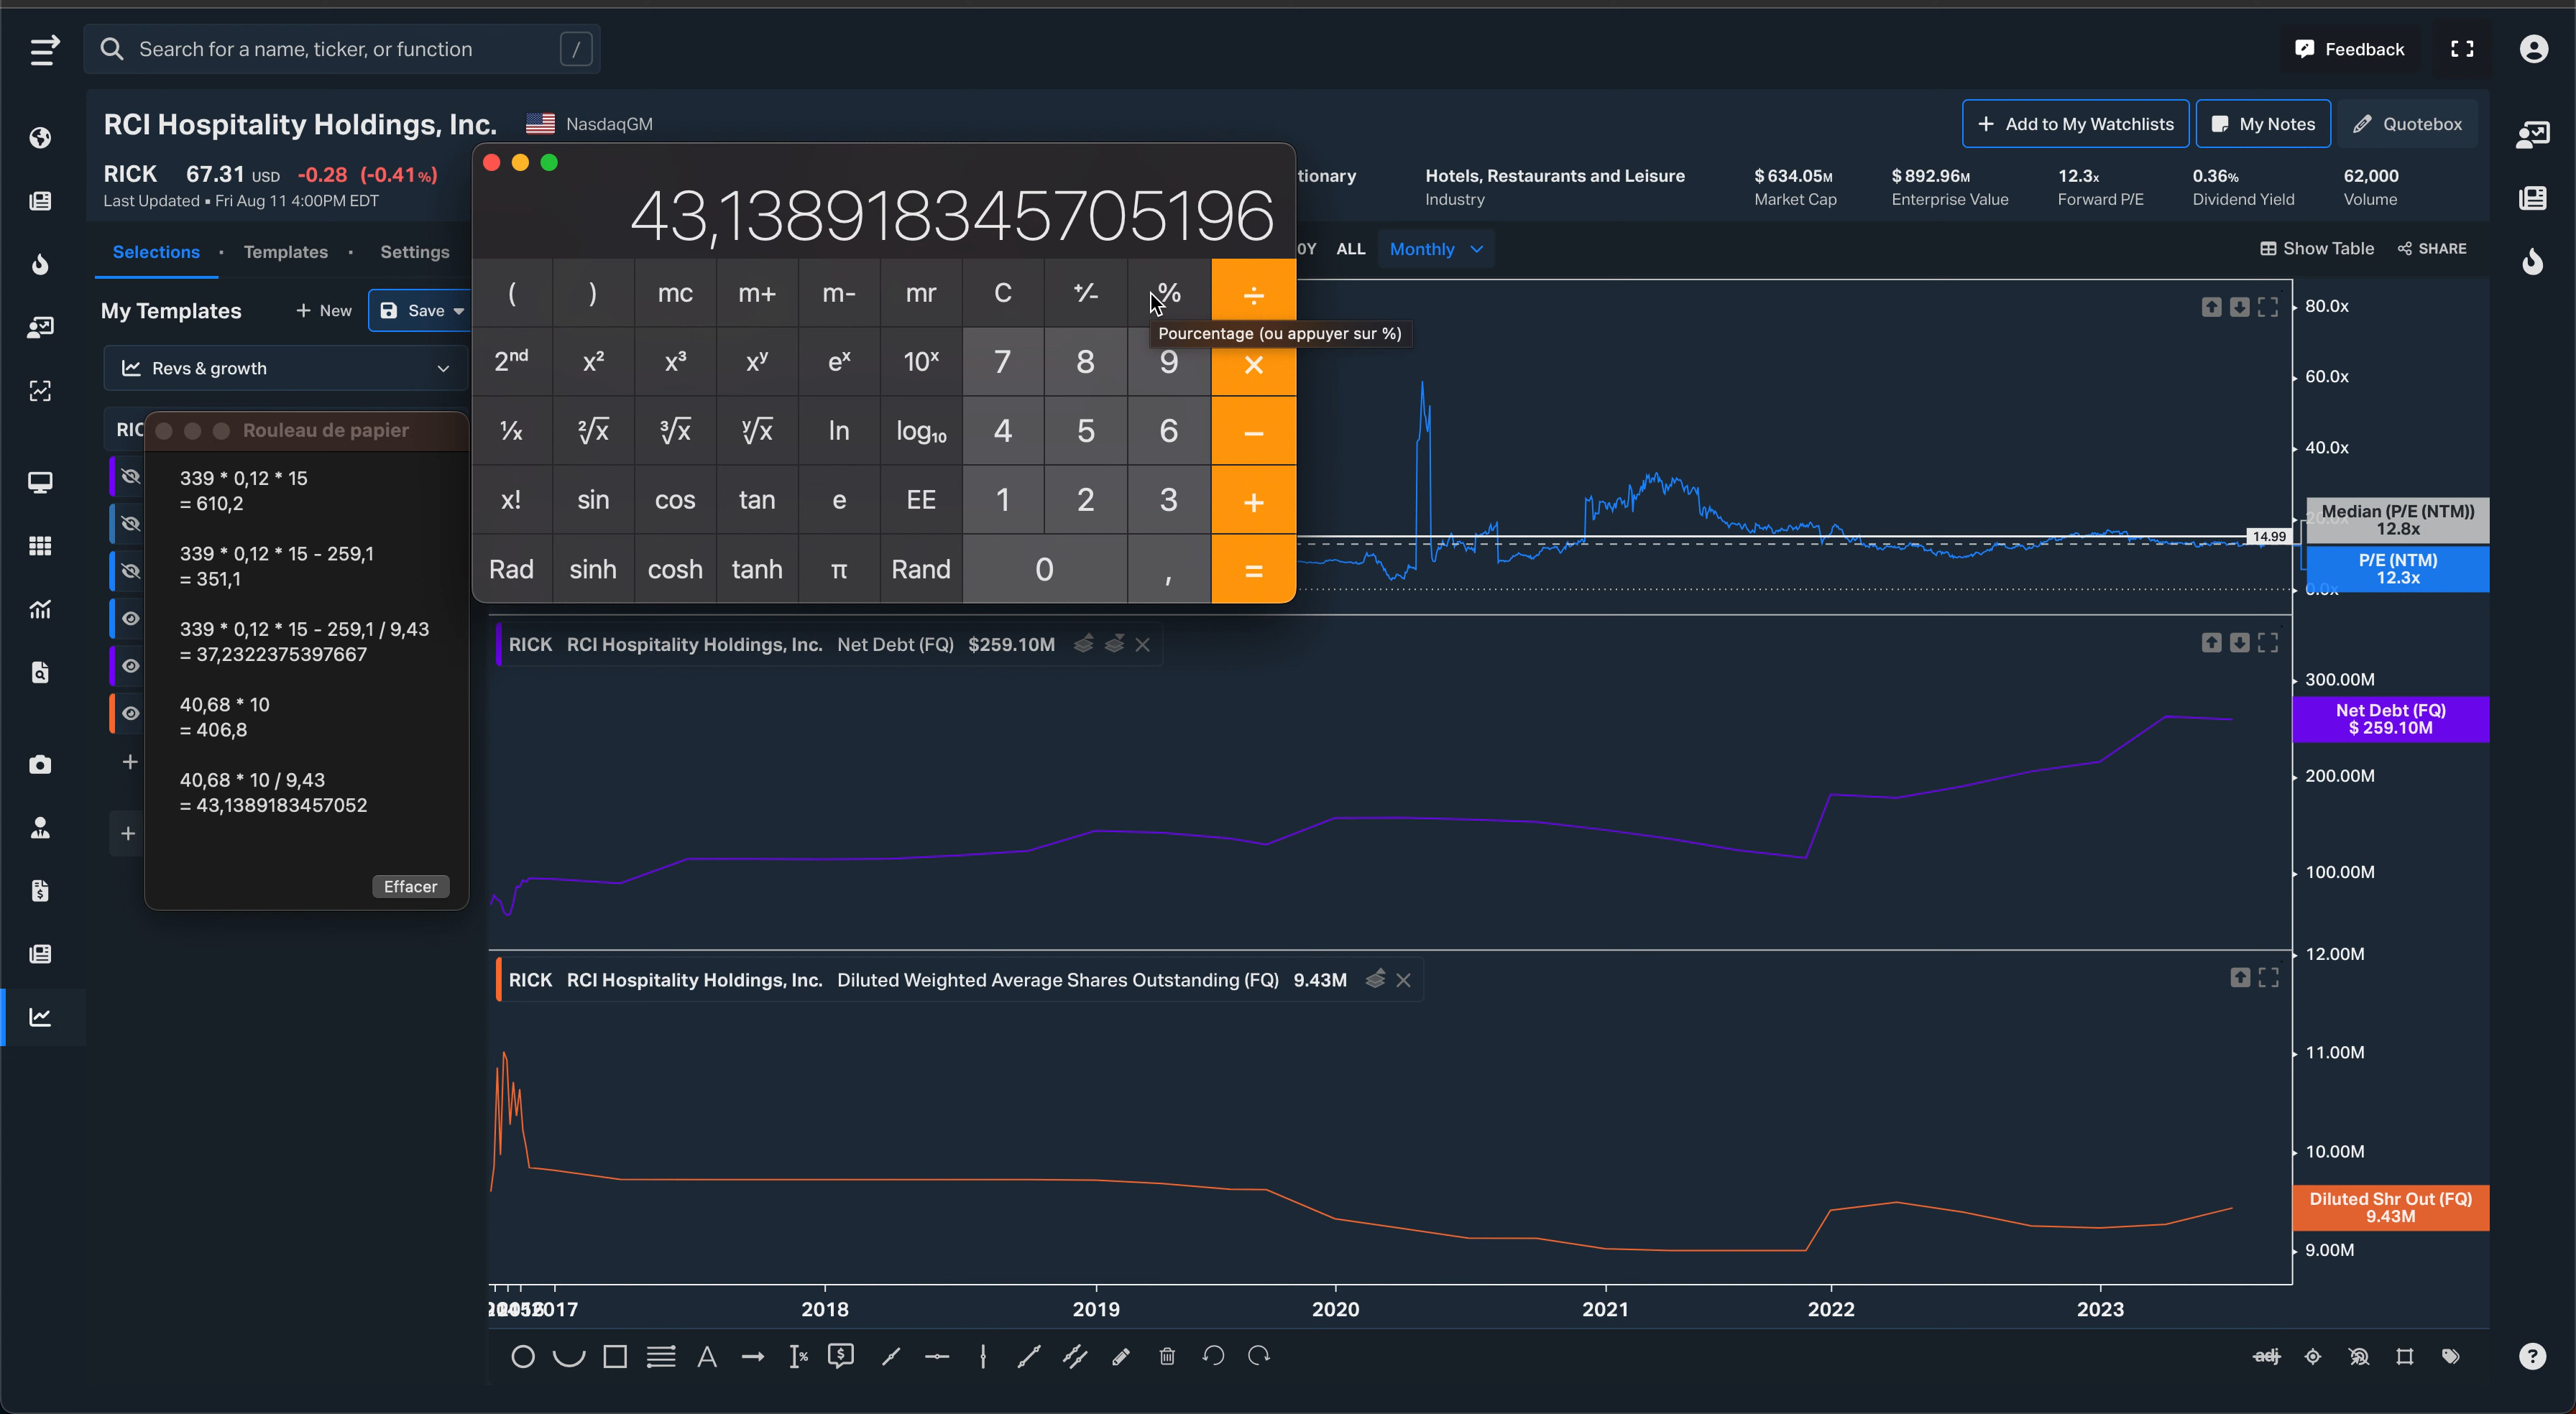 Search for a name, ticker, or function /
Feedback
RCI Hospitality Holdings, Inc. NasdaqGM
+ Add to My Watchlists My Notes Quotebox
RICK 67.31 USD -0.28 (-0.41%)
Last Updated ▪ Fri Aug 11 4:00PM EDT
tionary
Hotels, Restaurants and Leisure
Industry
$ 634.05M
Market Cap
$ 892.96M
Enterprise Value
12.3x
Forward P/E
0.36%
Dividend Yield
62,000
Volume
Selections · Templates · Settings
0Y ALL Monthly
Show Table SHARE
My Templates + New Save
Revs & growth
RIC
43,138918345705196
( ) mc m+ m- mr C ⁺∕₋ % ÷
Pourcentage (ou appuyer sur %)
2ⁿᵈ x² x³ xʸ eˣ 10ˣ 7 8 9 ×
¹∕x ²√x ³√x ʸ√x ln log₁₀ 4 5 6 −
x! sin cos tan e EE 1 2 3 +
Rad sinh cosh tanh π Rand 0 , =
Rouleau de papier
339 * 0,12 * 15
= 610,2
339 * 0,12 * 15 - 259,1
= 351,1
339 * 0,12 * 15 - 259,1 / 9,43
= 37,2322375397667
40,68 * 10
= 406,8
40,68 * 10 / 9,43
= 43,1389183457052
Effacer
80.0x
60.0x
40.0x
20.0x
Median (P/E (NTM))
12.8x
14.99
P/E (NTM)
12.3x
0.0x
RICK RCI Hospitality Holdings, Inc. Net Debt (FQ) $259.10M
300.00M
Net Debt (FQ)
$ 259.10M
200.00M
100.00M
RICK RCI Hospitality Holdings, Inc. Diluted Weighted Average Shares Outstanding (FQ) 9.43M
12.00M
11.00M
10.00M
Diluted Shr Out (FQ)
9.43M
9.00M
2017 2018 2019 2020 2021 2022 2023
A
%
$
adj
?